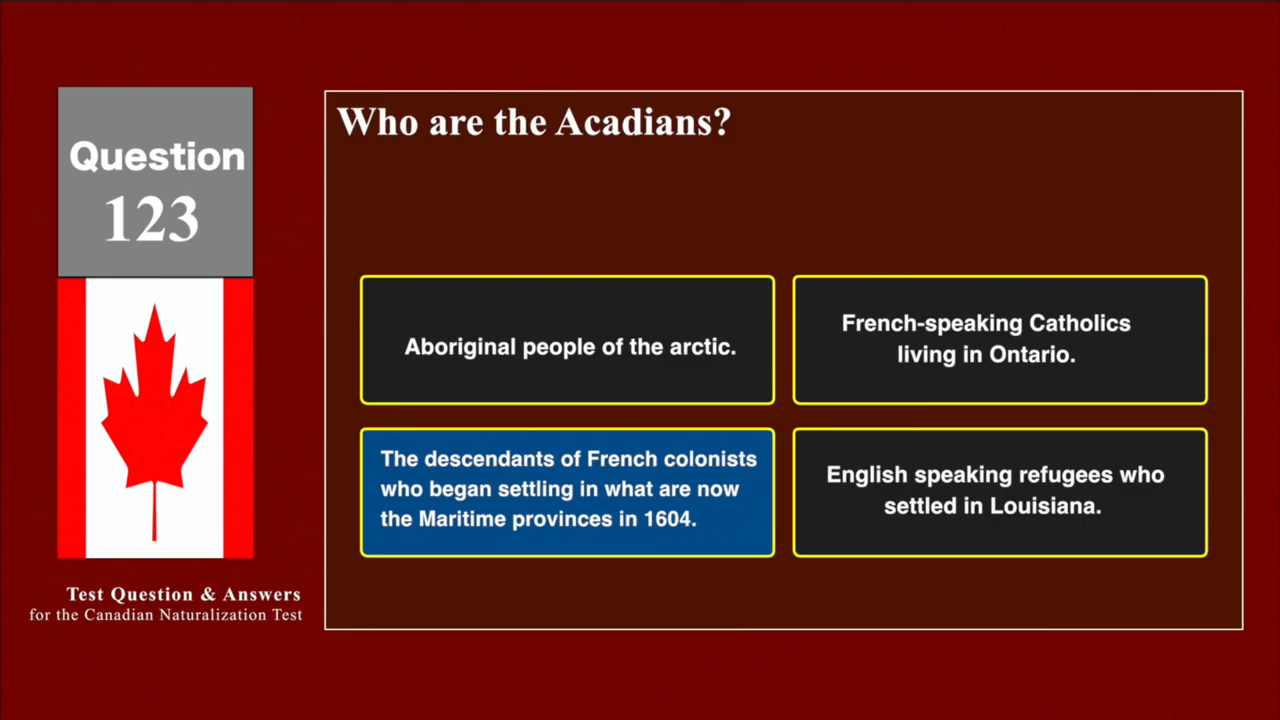 Question
123
Test Question & Answers
for the Canadian Naturalization Test
Who are the Acadians?
Aboriginal people of the arctic.
French-speaking Catholics
living in Ontario.
The descendants of French colonists
who began settling in what are now
the Maritime provinces in 1604.
English speaking refugees who
settled in Louisiana.